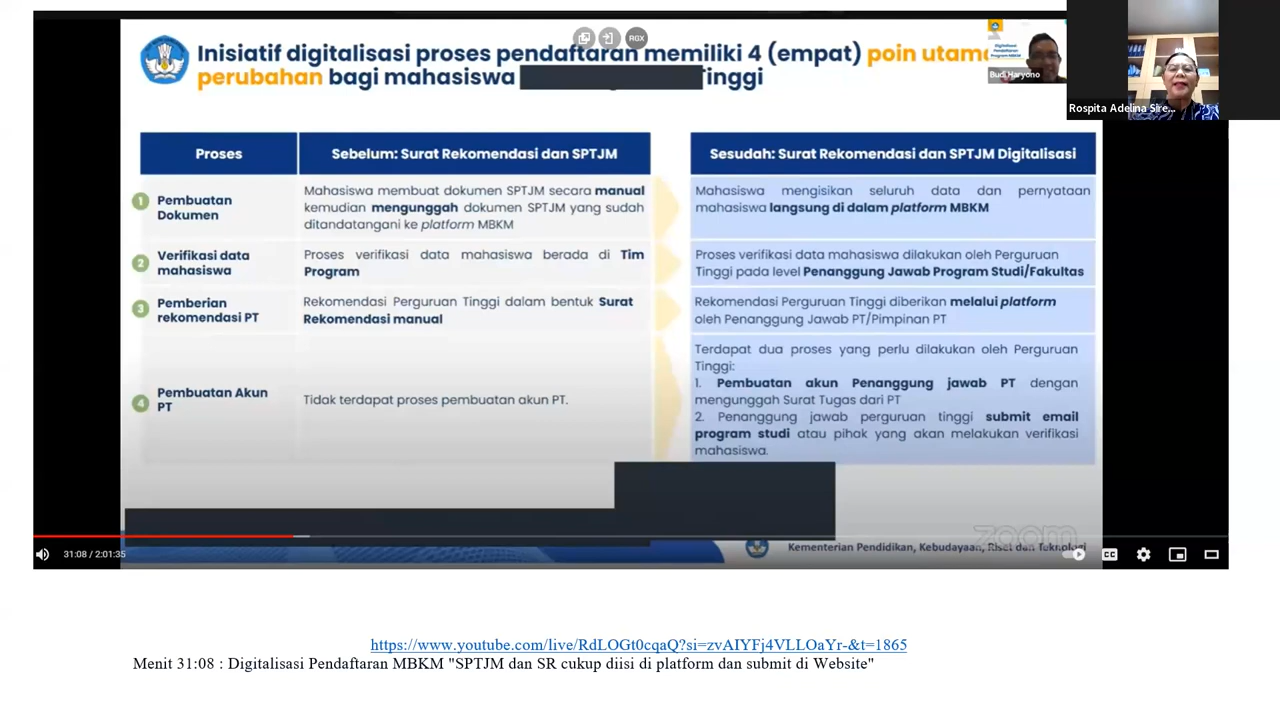 Inisiatif digitalisasi proses pendaftaran memiliki 4 (empat) poin utama
perubahan bagi mahasiswa Tinggi
RGX
Digitalisasi
Pendaftaran
Program MBKM
Budi Haryono
Rospita Adelina Sire...
Proses
Sebelum: Surat Rekomendasi dan SPTJM
Sesudah: Surat Rekomendasi dan SPTJM Digitalisasi
1
Pembuatan
Dokumen
Mahasiswa membuat dokumen SPTJM secara manual
kemudian mengunggah dokumen SPTJM yang sudah
ditandatangani ke platform MBKM
Mahasiswa mengisikan seluruh data dan pernyataan
mahasiswa langsung di dalam platform MBKM
2
Verifikasi data
mahasiswa
Proses verifikasi data mahasiswa berada di Tim
Program
Proses verifikasi data mahasiswa dilakukan oleh Perguruan
Tinggi pada level Penanggung Jawab Program Studi/Fakultas
3
Pemberian
rekomendasi PT
Rekomendasi Perguruan Tinggi dalam bentuk Surat
Rekomendasi manual
Rekomendasi Perguruan Tinggi diberikan melalui platform
oleh Penanggung Jawab PT/Pimpinan PT
4
Pembuatan Akun
PT
Tidak terdapat proses pembuatan akun PT.
Terdapat dua proses yang perlu dilakukan oleh Perguruan
Tinggi:
1. Pembuatan akun Penanggung jawab PT dengan
mengunggah Surat Tugas dari PT
2. Penanggung jawab perguruan tinggi submit email
program studi atau pihak yang akan melakukan verifikasi
mahasiswa.
zoom
31:08 / 2:01:35
Kementerian Pendidikan, Kebudayaan, Riset dan Teknologi
CC
https://www.youtube.com/live/RdLOGt0cqaQ?si=zvAIYFj4VLLOaYr-&t=1865
Menit 31:08 : Digitalisasi Pendaftaran MBKM "SPTJM dan SR cukup diisi di platform dan submit di Website"